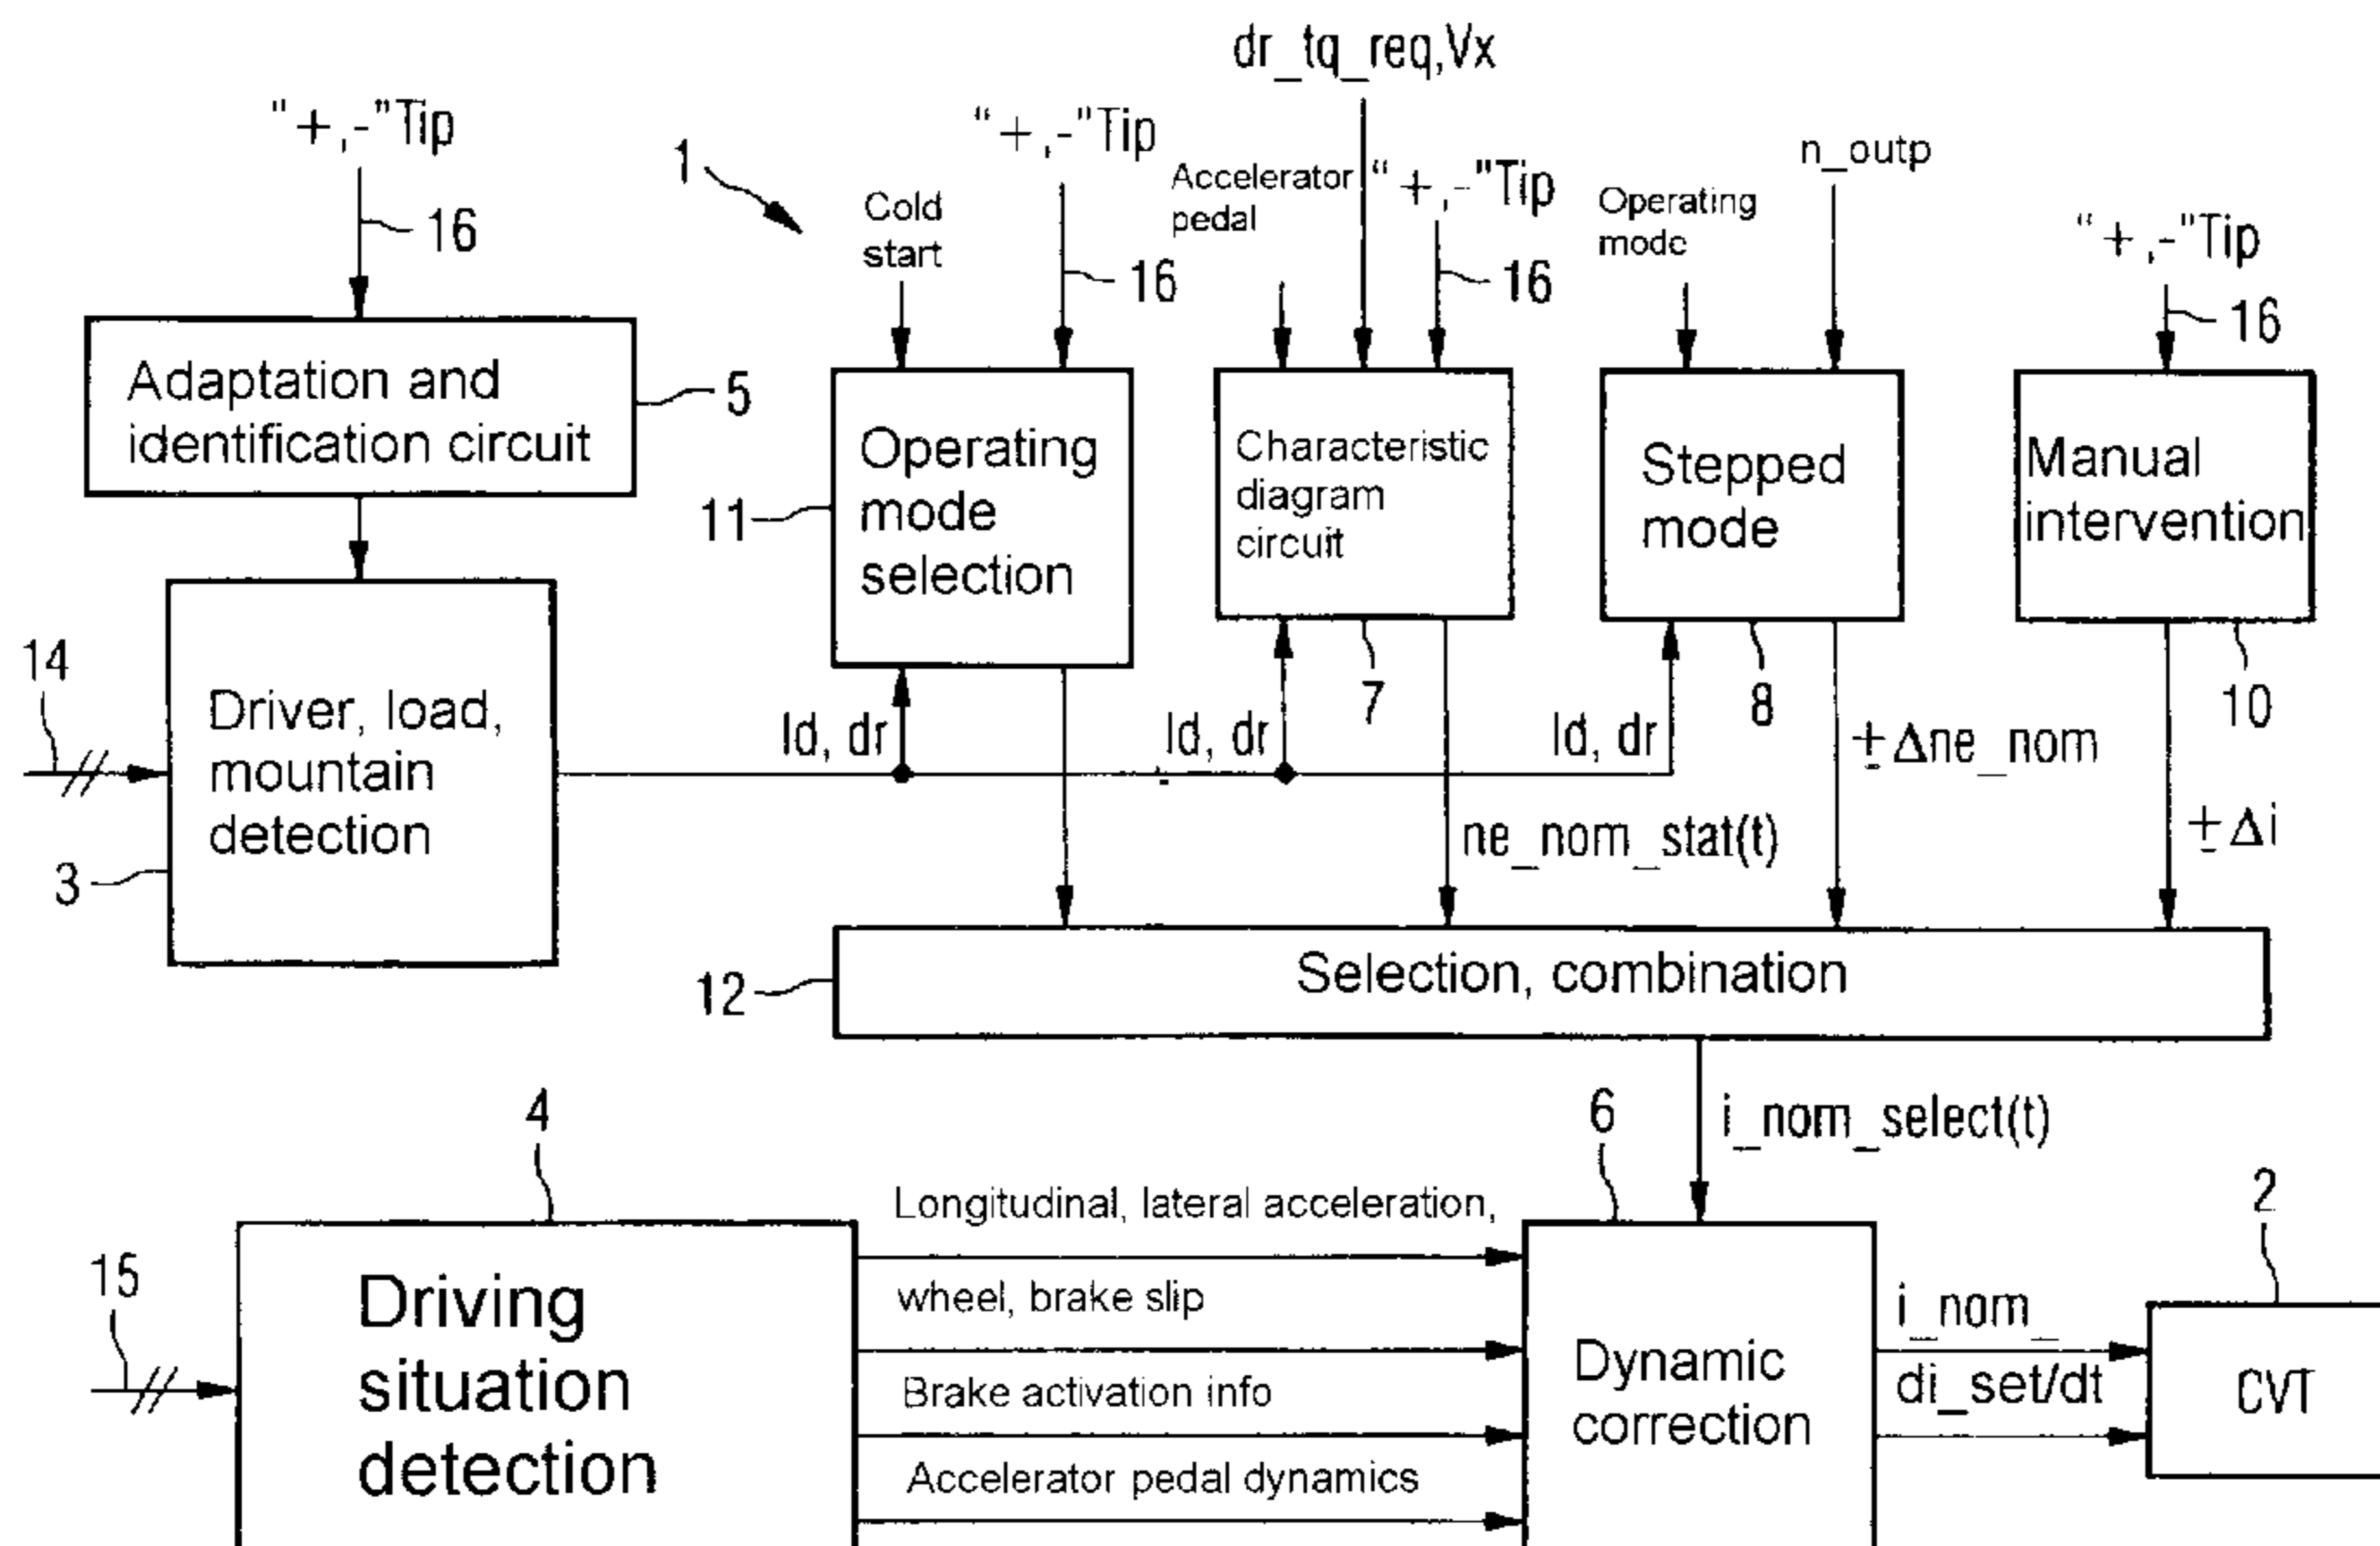 dr_tq_req,Vx
"+,-"Tip
1
"+,-"Tip
Cold
start
Accelerator
pedal
"+,-"Tip
Operating
mode
n_outp
"+,-"Tip
16
16
16
16
Adaptation and
identification circuit
5
Operating
mode
selection
11
Characteristic
diagram
circuit
7
Stepped
mode
8
Manual
intervention
10
14
Driver, load,
mountain
detection
3
ld, dr
ld, dr
ld, dr
ne_nom_stat(t)
±Δne_nom
±Δi
12
Selection, combination
i_nom_select(t)
4
6
2
15
Driving
situation
detection
Longitudinal, lateral acceleration,
wheel, brake slip
Brake activation info
Accelerator pedal dynamics
Dynamic
correction
i_nom_
di_set/dt
CVT